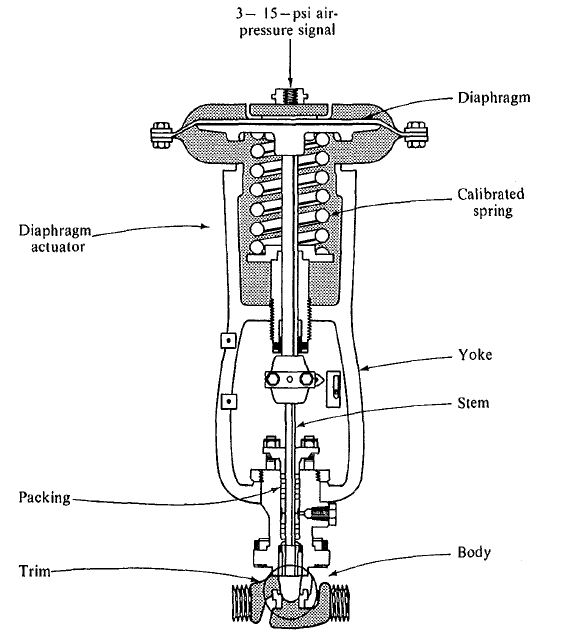 3– 15–psi air-
pressure signal
Diaphragm
Calibrated
spring
Diaphragm
actuator
Yoke
Stem
Packing
Body
Trim